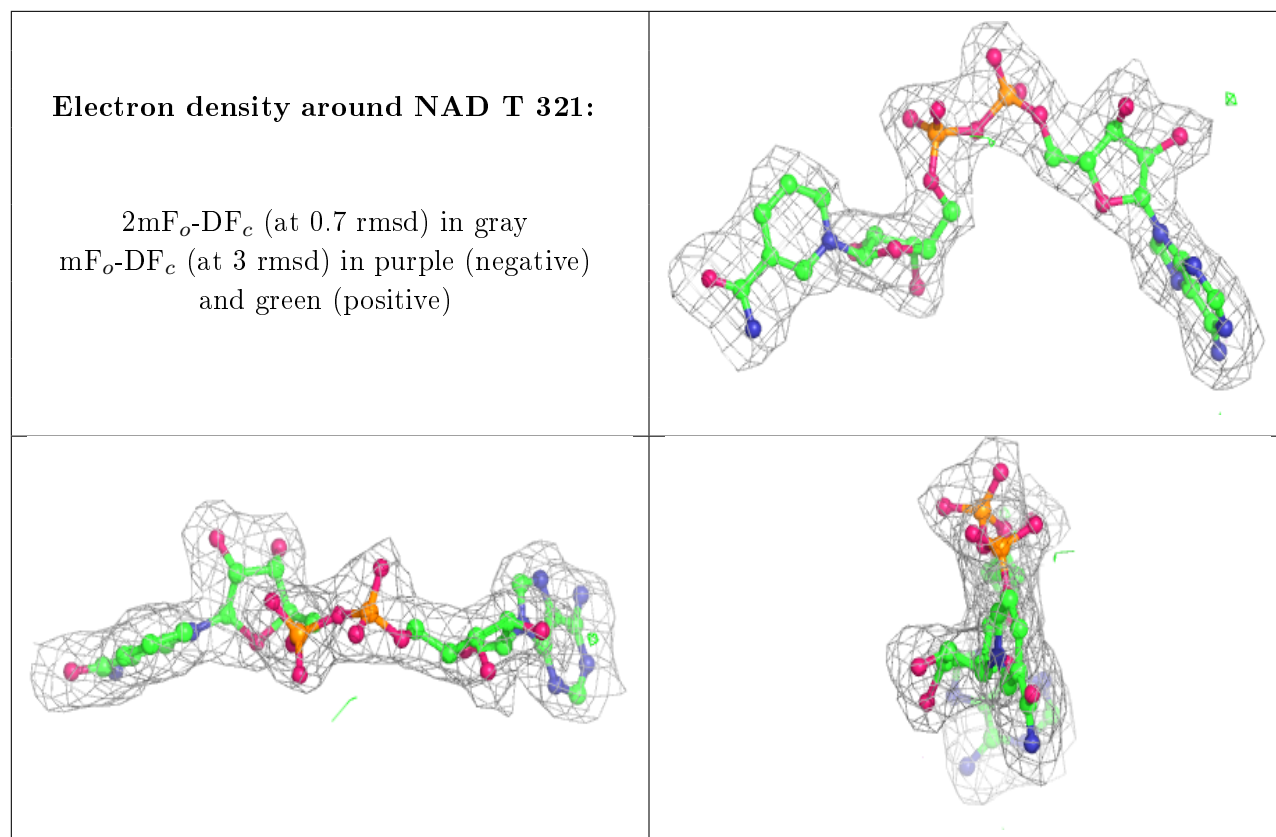 Electron density around NAD T 321:
2mFₒ-DF𝒸 (at 0.7 rmsd) in gray
mFₒ-DF𝒸 (at 3 rmsd) in purple (negative)
and green (positive)